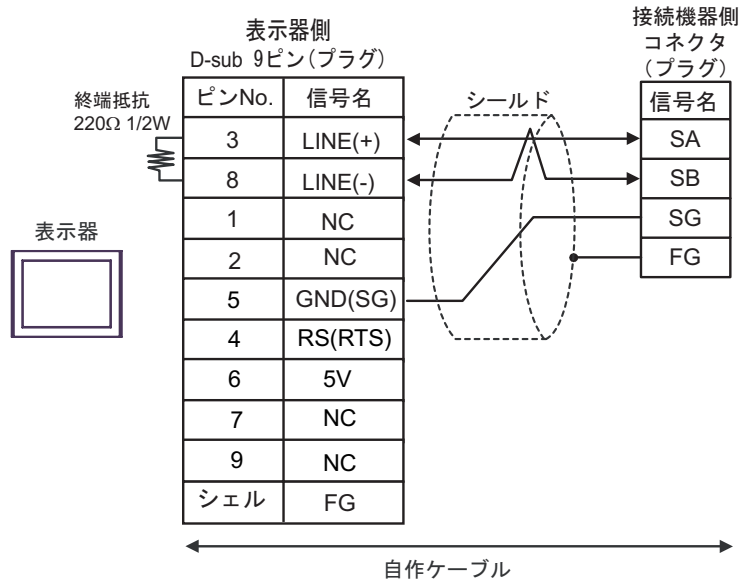 表示器側
D-sub 9ピン(プラグ)
接続機器側
コネクタ
(プラグ)
終端抵抗
220Ω 1/2W
表示器
シールド
ピンNo. 信号名
3 LINE(+)
8 LINE(-)
1 NC
2 NC
5 GND(SG)
4 RS(RTS)
6 5V
7 NC
9 NC
シェル FG
信号名
SA
SB
SG
FG
自作ケーブル